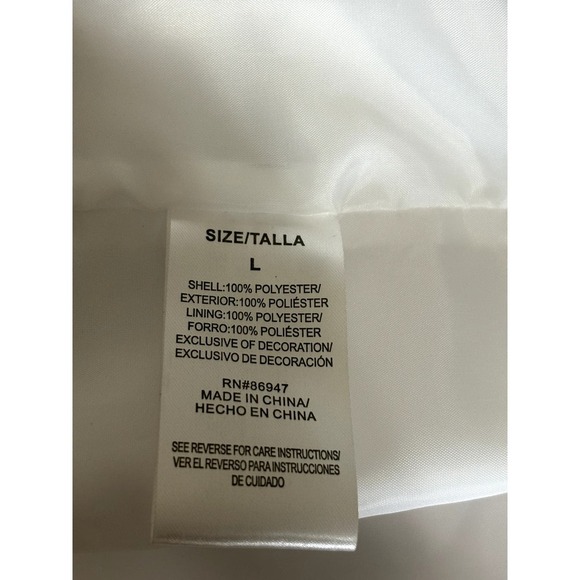 SIZE/TALLA
L
SHELL:100% POLYESTER/
EXTERIOR:100% POLIÉSTER
LINING:100% POLYESTER/
FORRO:100% POLIÉSTER
EXCLUSIVE OF DECORATION/
EXCLUSIVO DE DECORACIÓN
RN#86947
MADE IN CHINA/
HECHO EN CHINA
SEE REVERSE FOR CARE INSTRUCTIONS/
VER EL REVERSO PARA INSTRUCCIONES
DE CUIDADO